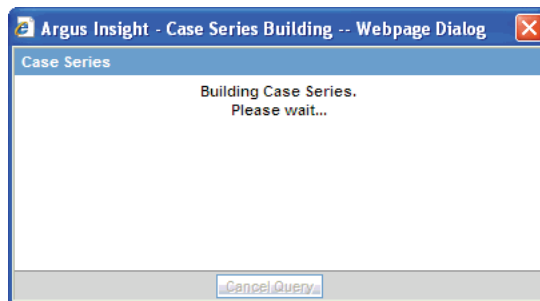 Argus Insight - Case Series Building -- Webpage Dialog
Case Series
Building Case Series.
Please wait...
Cancel Query